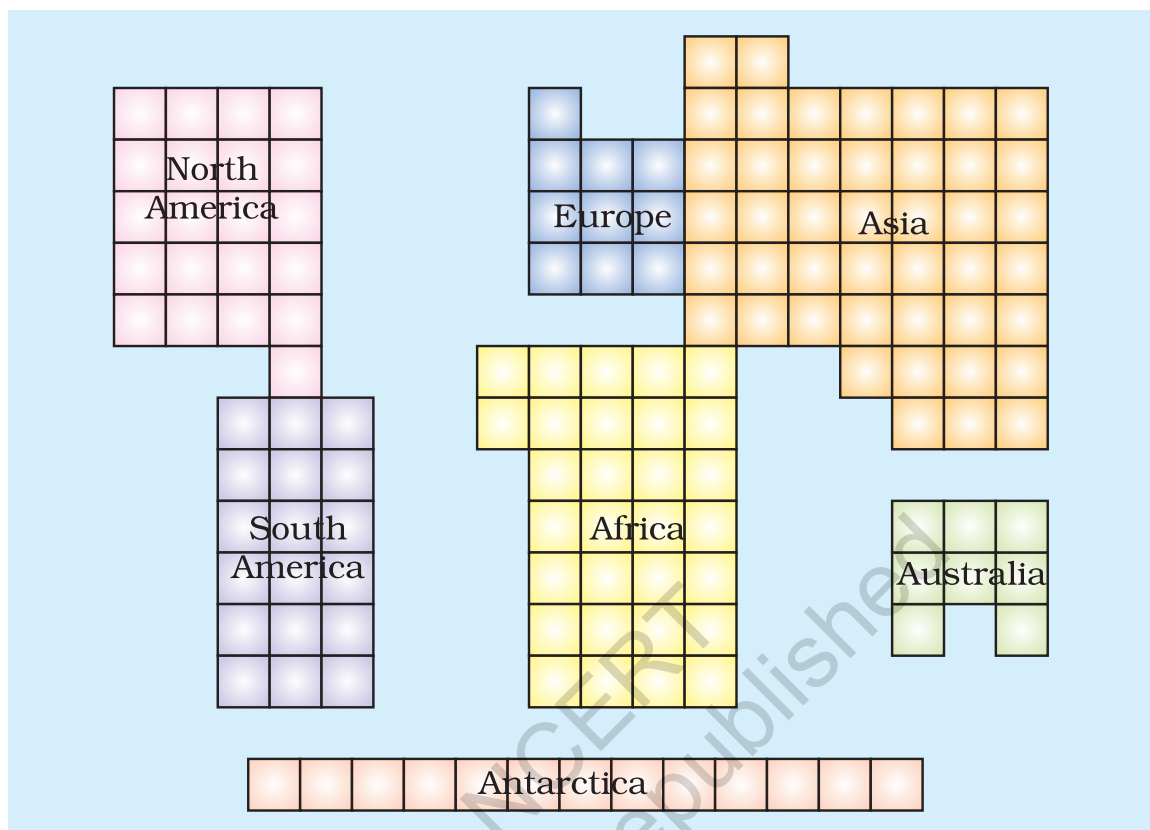 North
America
Europe
Asia
South
America
Africa
Australia
Antarctica
NCERT
republished